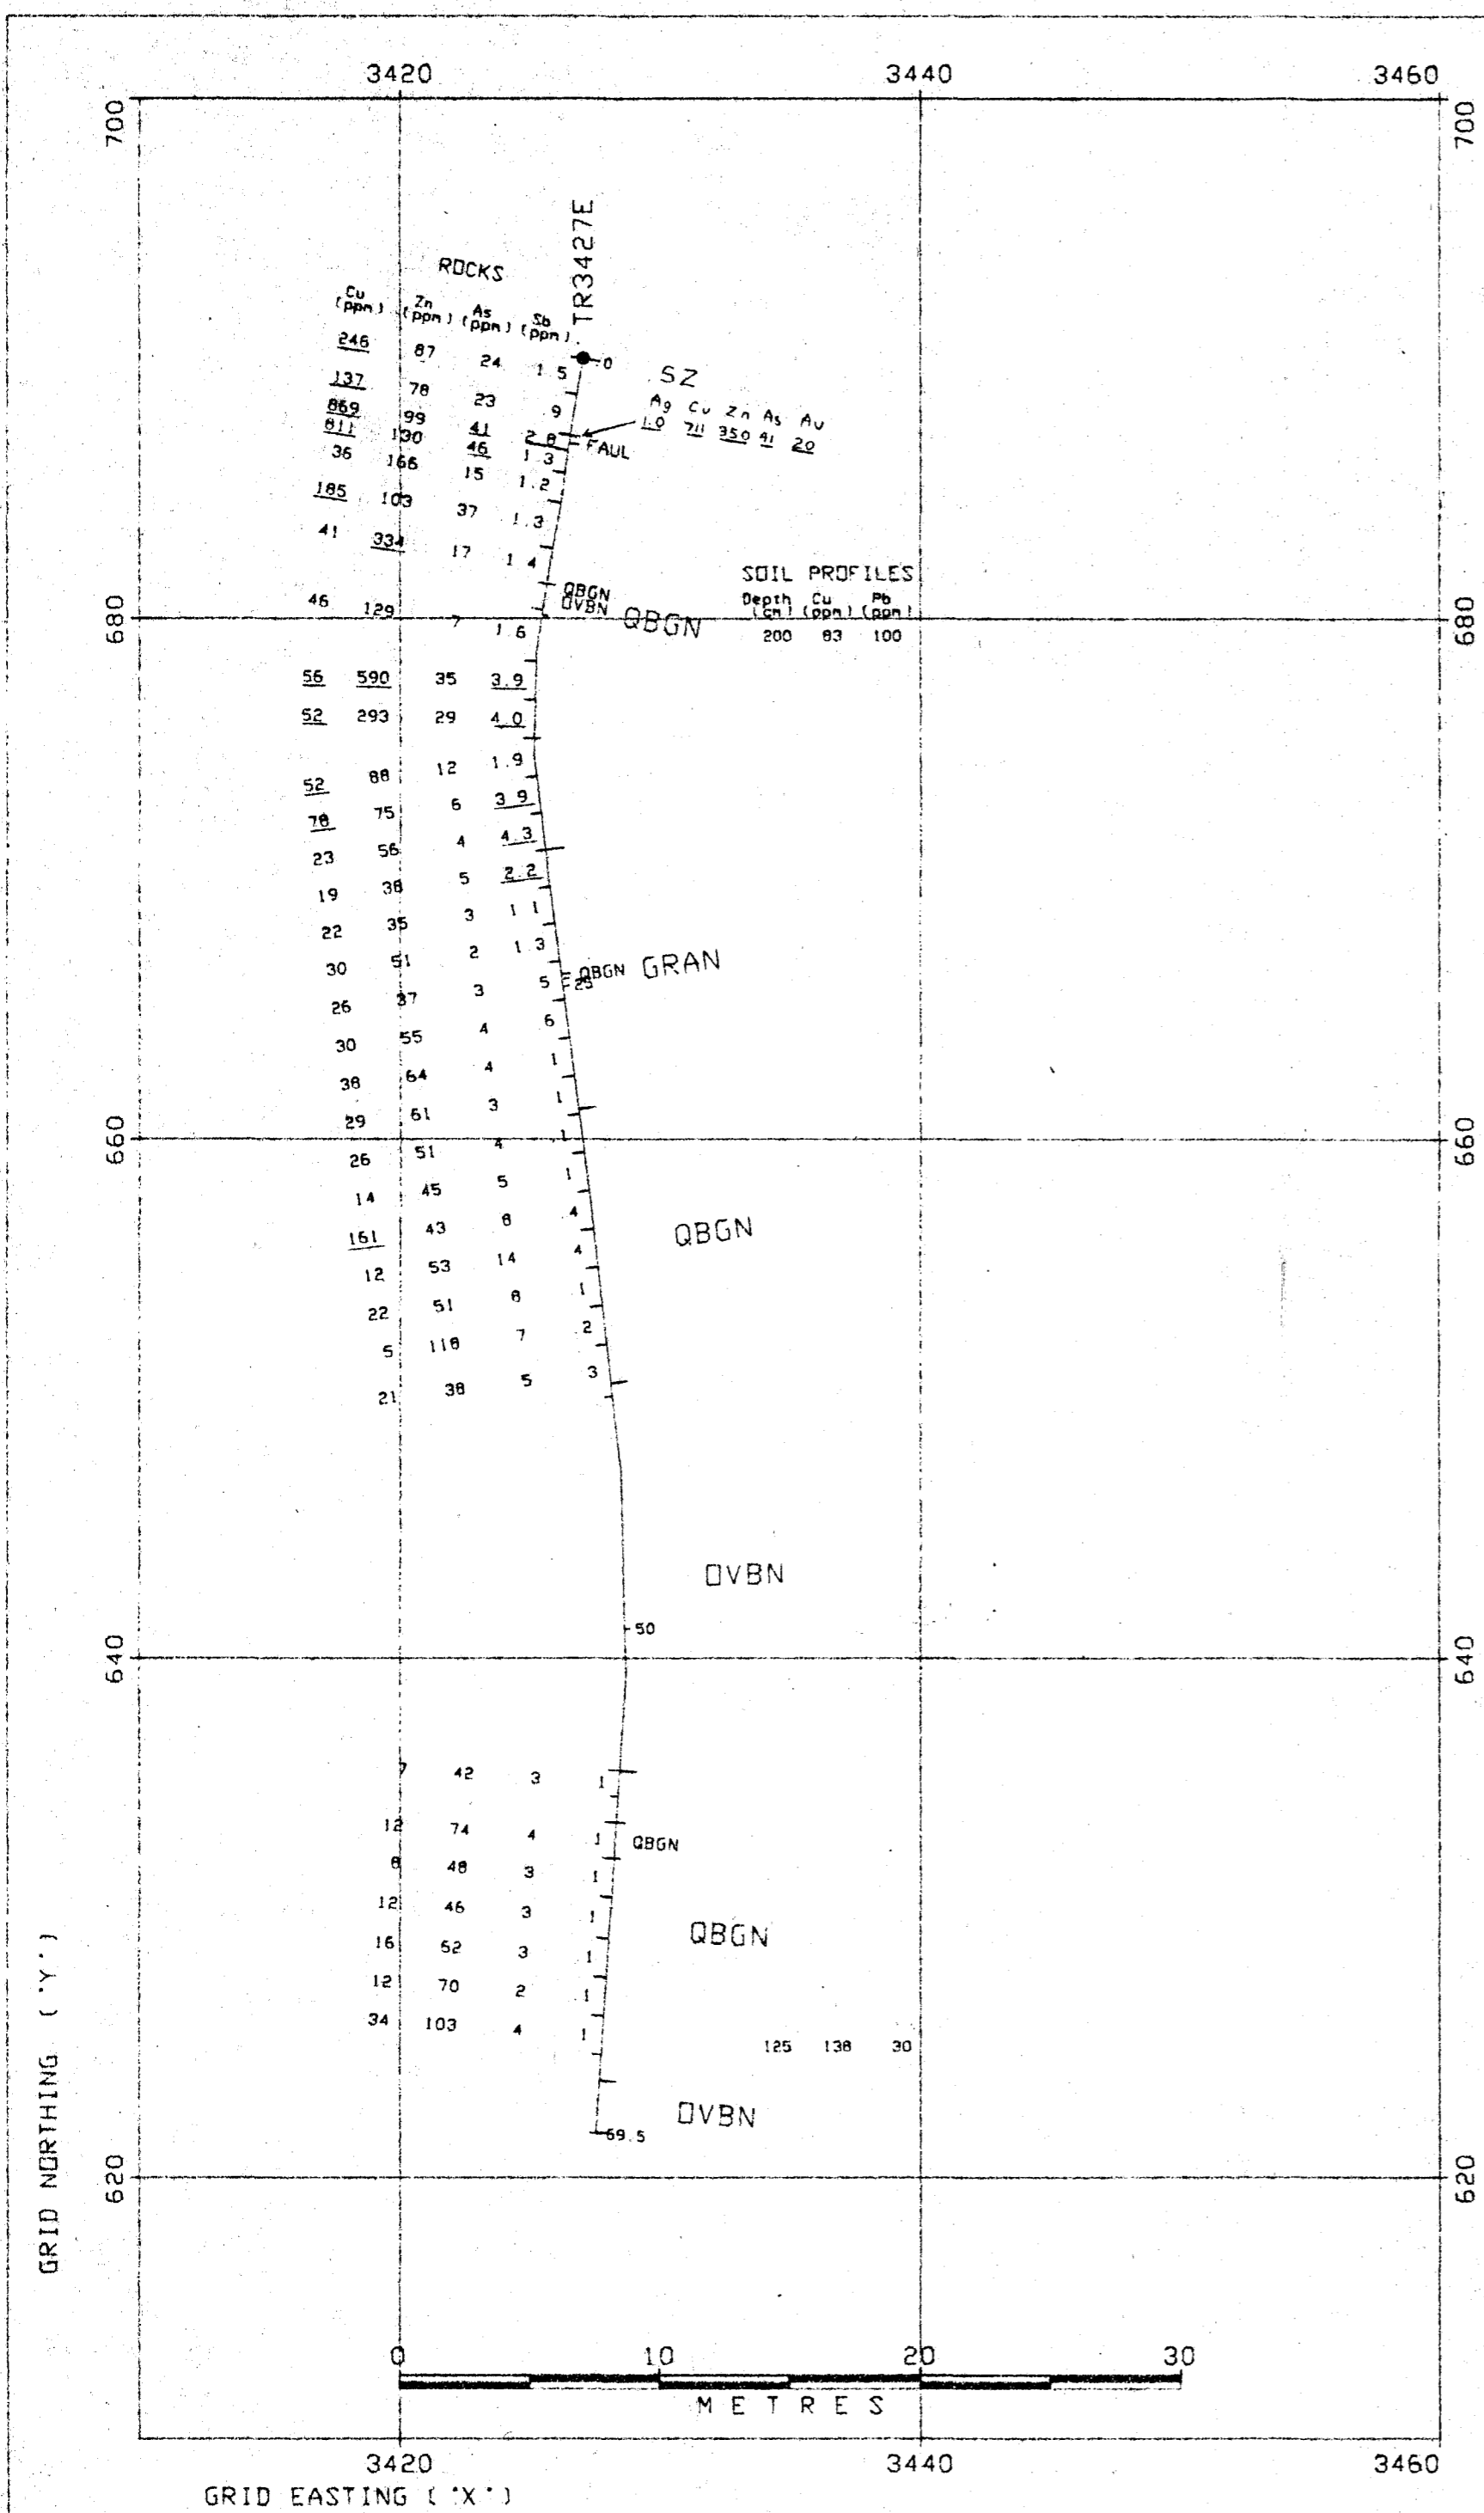 3420 3440 3460
700 700
TR3427E
ROCKS
Cu Zn As Sb
(ppm) (ppm) (ppm) (ppm)
246 87 24 1.5 0
SZ
137 78 23 .9
Ag Cu Zn As Au
1.0 711 350 91 20
869 99 41 2.8
FAUL
811 130 46 1.3
36 166 15 1.2
185 103 37 1.3
41 334 17 1.4
QBGN
OVBN
QBGN
SOIL PROFILES
Depth Cu Pb
(cm) (ppm) (ppm)
200 83 100
46 129 7 1.6
680 680
56 590 35 3.9
52 293 29 4.0
52 88 12 1.9
78 75 6 3.9
23 56 4 4.3
19 38 5 2.2
22 35 3 1.1
30 51 2 1.3
QBGN GRAN
25
26 37 3 .5
30 55 4 .6
38 64 4 .1
29 61 3 .1
660 660
26 51 4 .1
14 45 5 .1
161 43 8 .4
QBGN
12 53 14 .4
22 51 8 .1
5 118 7 .2
21 38 5 .3
OVBN
50
640 640
7 42 3 .1
12 74 4 .1 QBGN
8 48 3 .1
12 46 3 .1
QBGN
16 52 3 .1
12 70 2 .1
34 103 4 .1
125 138 30
OVBN
69.5
620 620
GRID NORTHING ('Y')
0 10 20 30
METRES
3420 3440 3460
GRID EASTING ('X')